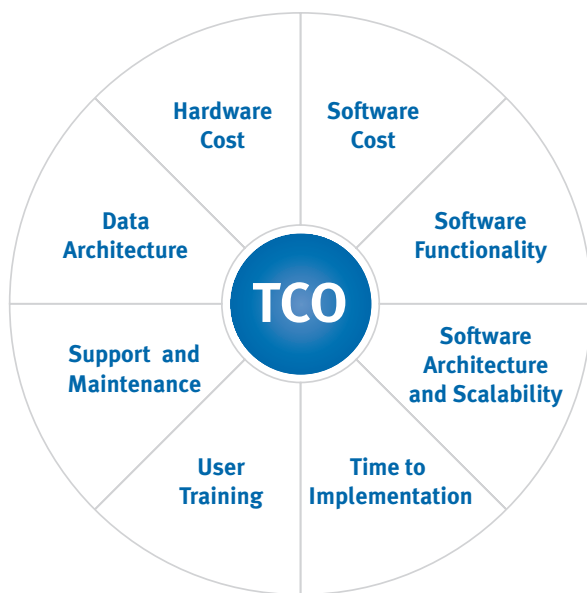 Hardware
Cost
Software
Cost
Data
Architecture
Software
Functionality
TCO
Support and
Maintenance
Software
Architecture
and Scalability
User
Training
Time to
Implementation